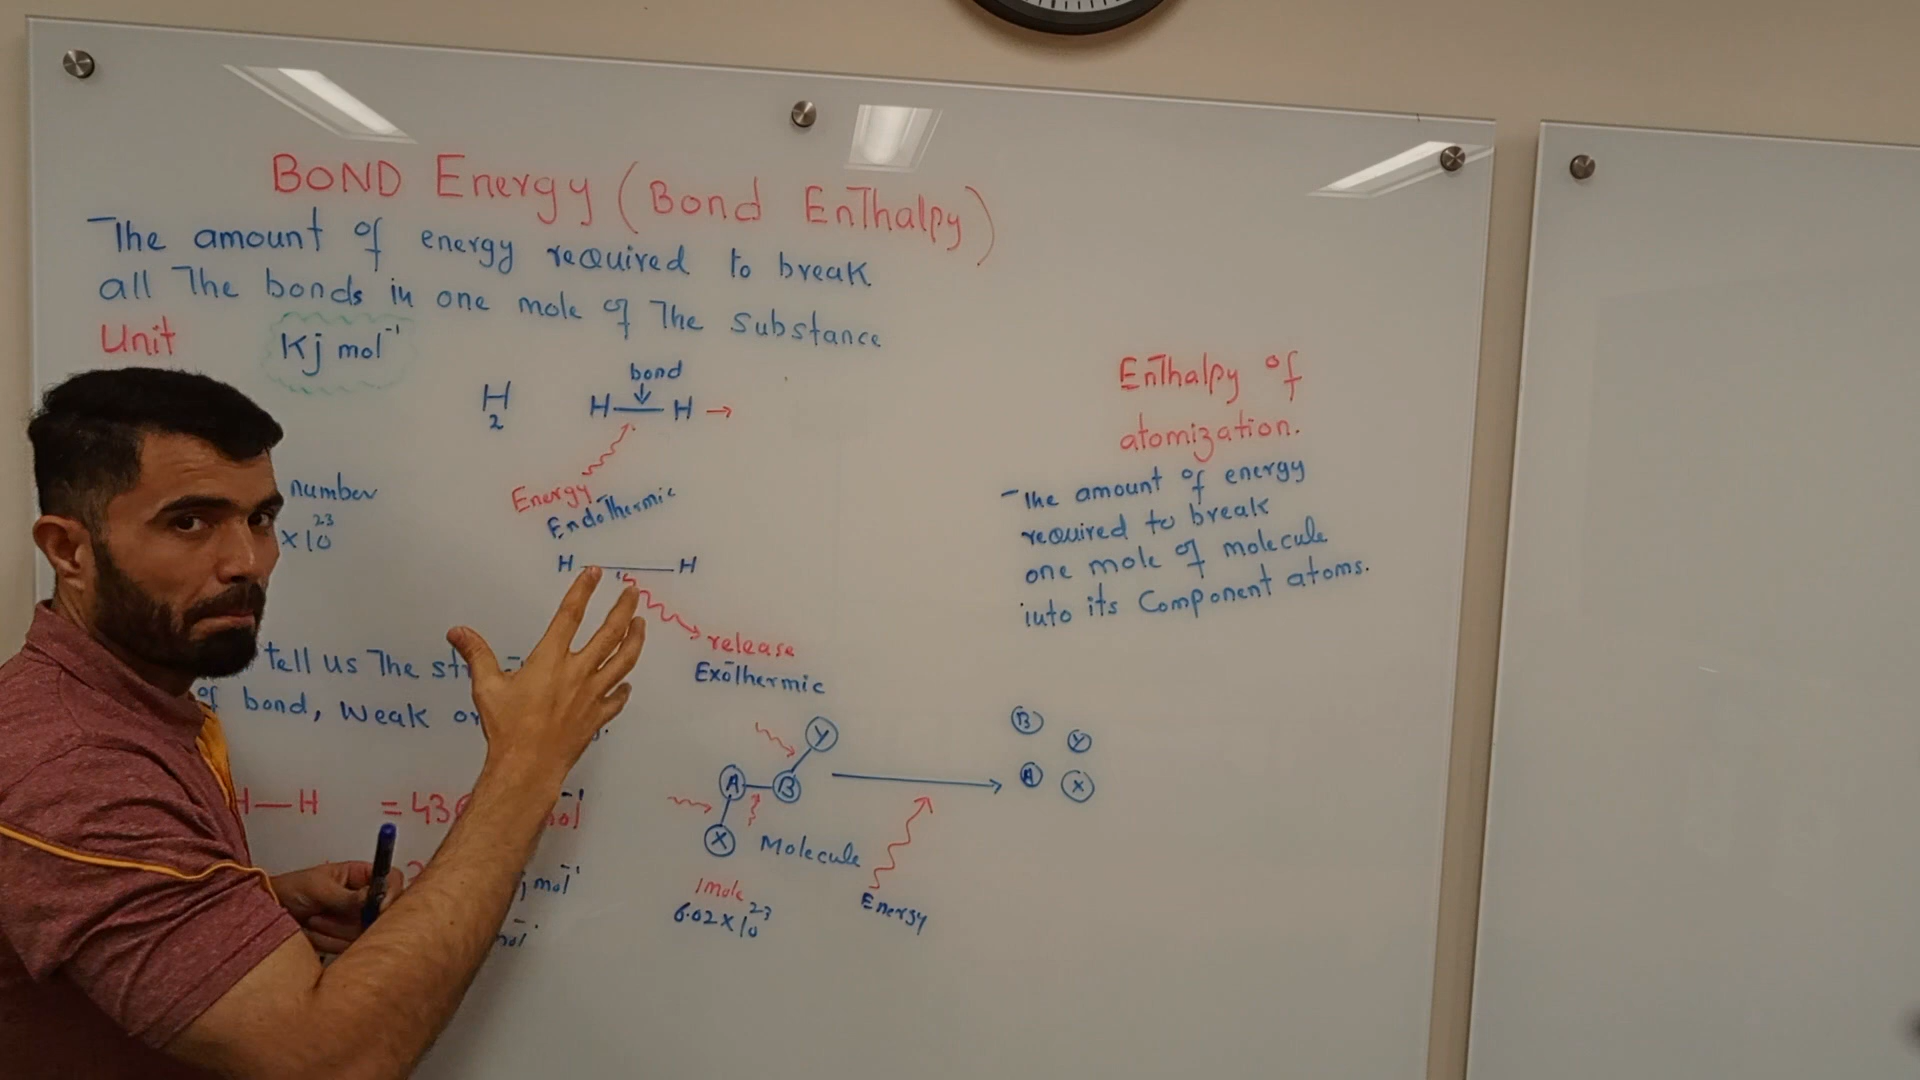 BOND Energy (Bond Enthalpy)
The amount of energy required to break
all The bonds in one mole of The Substance
Unit Kj mol⁻¹
H₂
bond
H—H →
Energy
Endothermic
number
×10²³
H—H
release
Exothermic
tell us The
of bond, Weak or
H—H = 43
mol⁻¹
j mol⁻¹
mol⁻
Y
A—B
X
Molecule
1mole
6.02×10²³
Energy
B
Y
A
X
Enthalpy of
atomization.
The amount of energy
required to break
one mole of molecule
into its Component atoms.